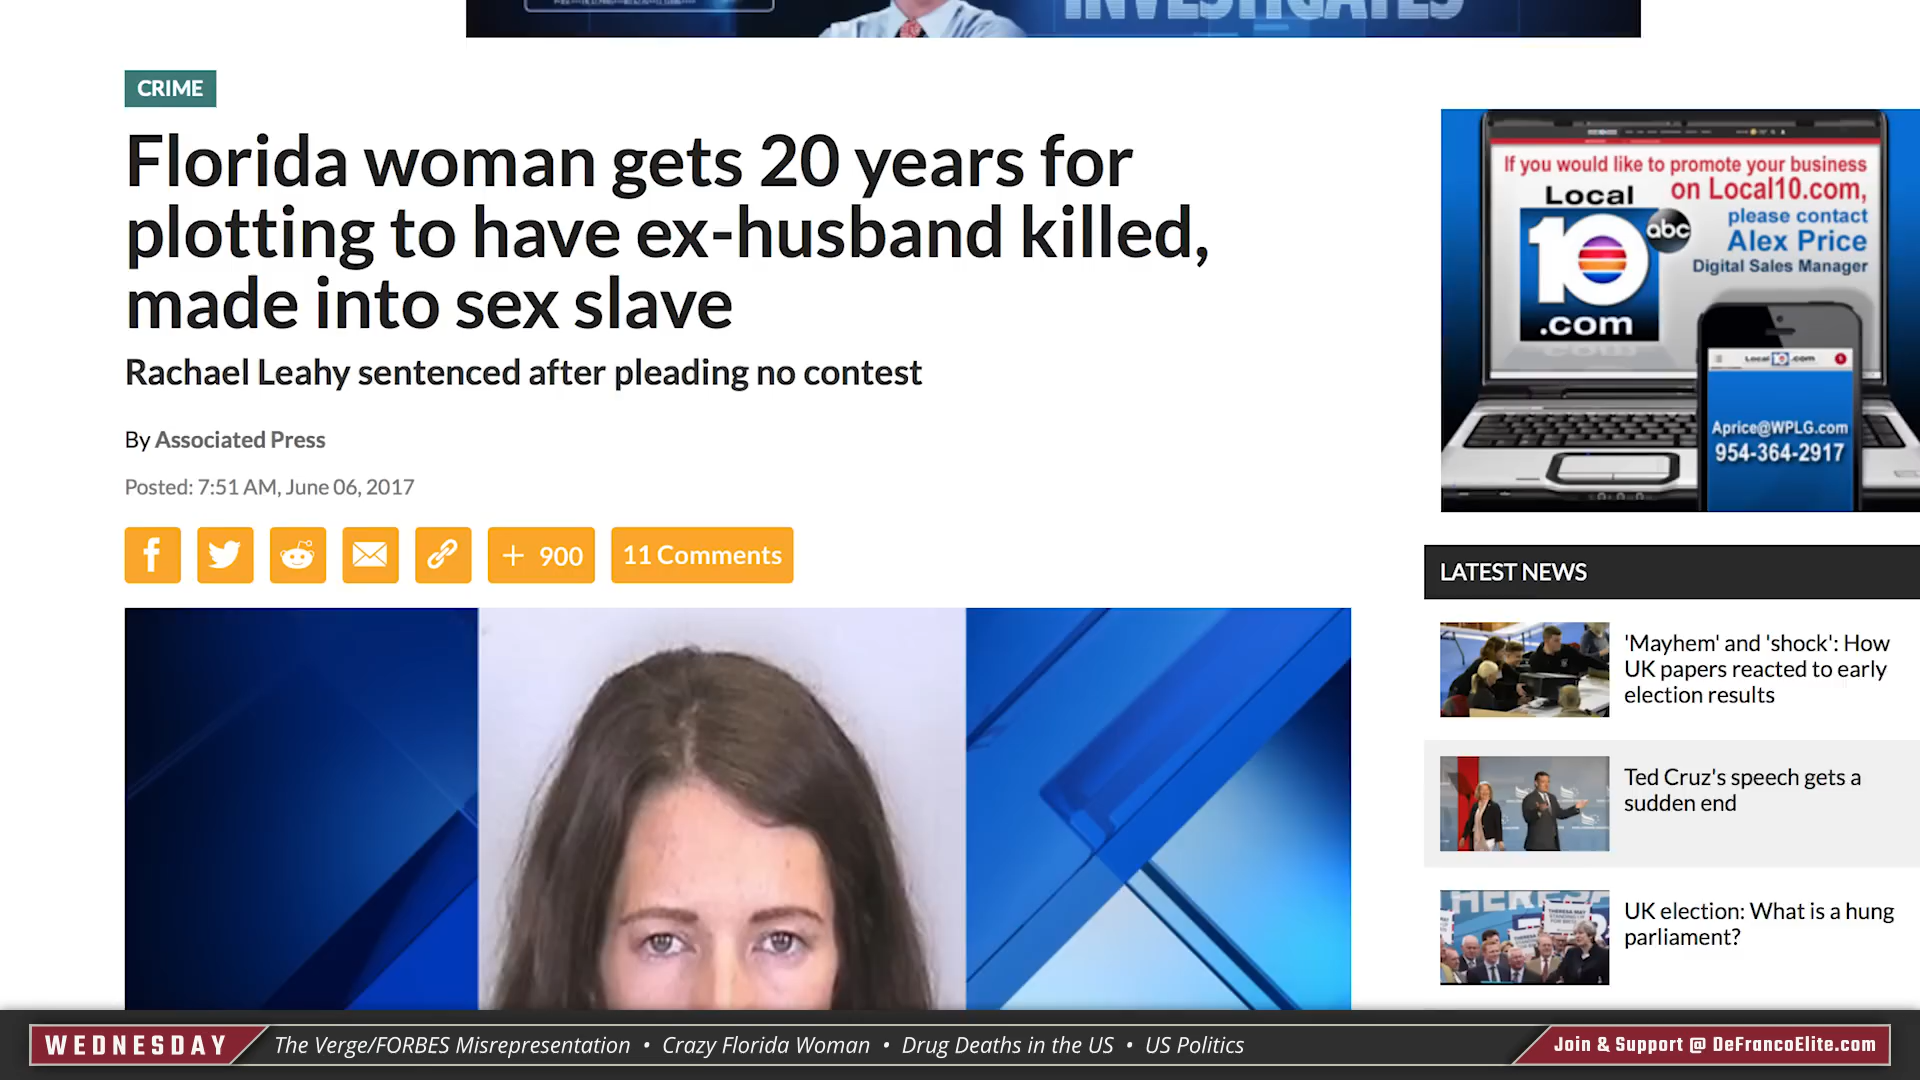 INVESTIGATES
CRIME
Florida woman gets 20 years for
plotting to have ex-husband killed,
made into sex slave
Rachael Leahy sentenced after pleading no contest
By Associated Press
Posted: 7:51 AM, June 06, 2017
+ 900
11 Comments
If you would like to promote your business
on Local10.com,
please contact
Alex Price
Digital Sales Manager
Local
10
abc
.com
Local 10 .com
Aprice@WPLG.com
954-364-2917
LATEST NEWS
'Mayhem' and 'shock': How
UK papers reacted to early
election results
Ted Cruz's speech gets a
sudden end
UK election: What is a hung
parliament?
WEDNESDAY
The Verge/FORBES Misrepresentation • Crazy Florida Woman • Drug Deaths in the US • US Politics
Join & Support @ DeFrancoElite.com